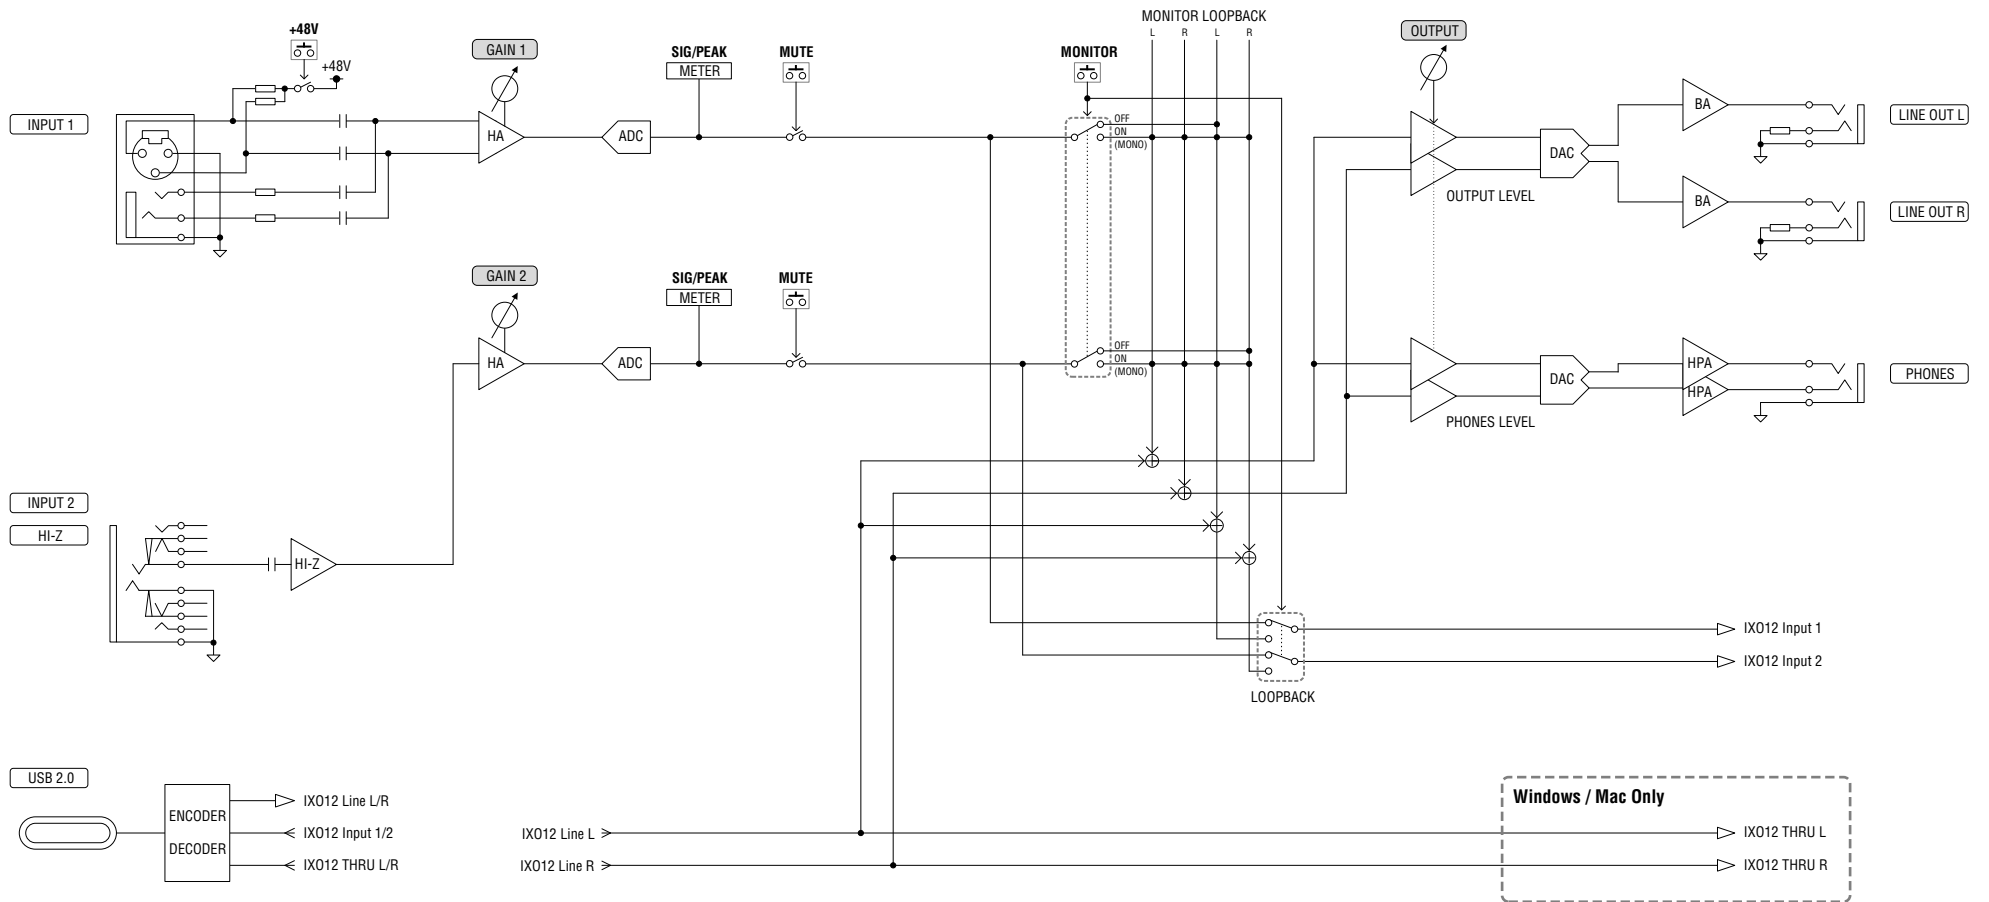 MONITOR LOOPBACK
L R L R
+48V
+48V
GAIN 1
SIG/PEAK
METER
MUTE
MONITOR
OUTPUT
INPUT 1
HA
ADC
OFF
ON
(MONO)
OUTPUT LEVEL
DAC
BA
LINE OUT L
BA
LINE OUT R
GAIN 2
SIG/PEAK
METER
MUTE
HA
ADC
OFF
ON
(MONO)
PHONES LEVEL
DAC
HPA
HPA
PHONES
INPUT 2
HI-Z
HI-Z
IXO12 Input 1
IXO12 Input 2
LOOPBACK
USB 2.0
ENCODER
DECODER
IXO12 Line L/R
IXO12 Input 1/2
IXO12 THRU L/R
IXO12 Line L
IXO12 Line R
Windows / Mac Only
IXO12 THRU L
IXO12 THRU R